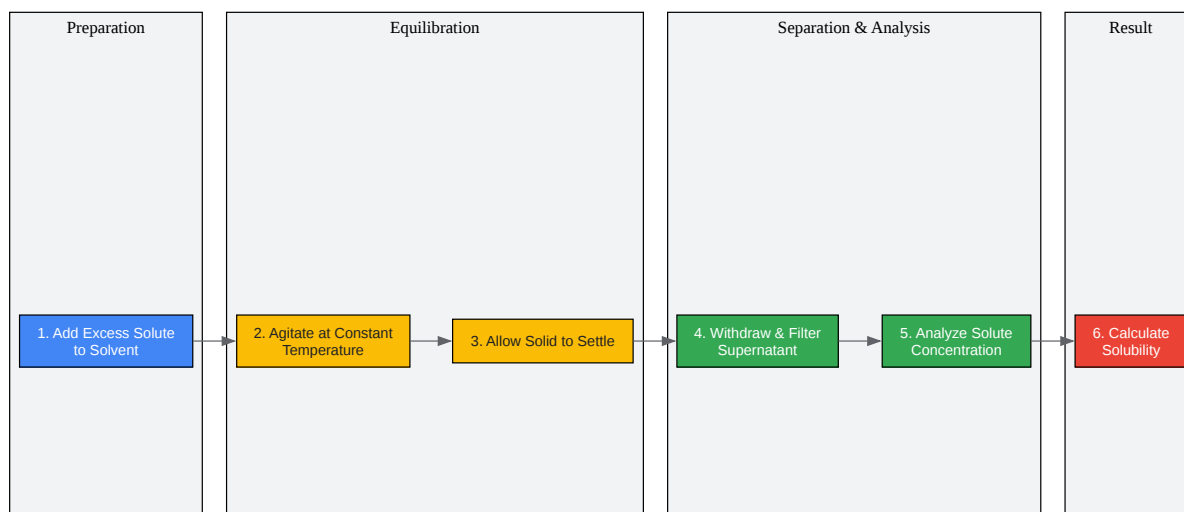 Preparation
Equilibration
Separation & Analysis
Result
1. Add Excess Solute
to Solvent
2. Agitate at Constant
Temperature
3. Allow Solid to Settle
4. Withdraw & Filter
Supernatant
5. Analyze Solute
Concentration
6. Calculate
Solubility